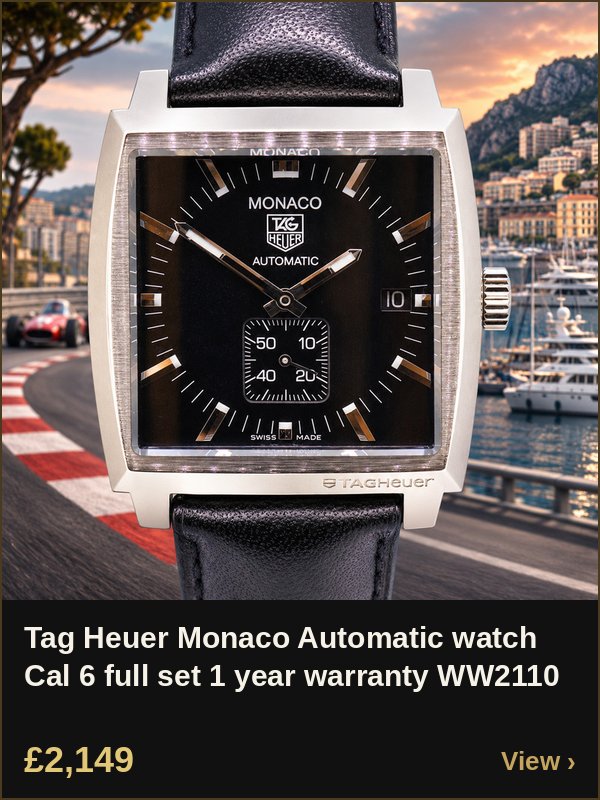 MONACO
MONACO
TAG
HEUER
AUTOMATIC
10
50 10
40 20
SWISS MADE
TAGHeuer
Tag Heuer Monaco Automatic watch
Cal 6 full set 1 year warranty WW2110
£2,149
View ›